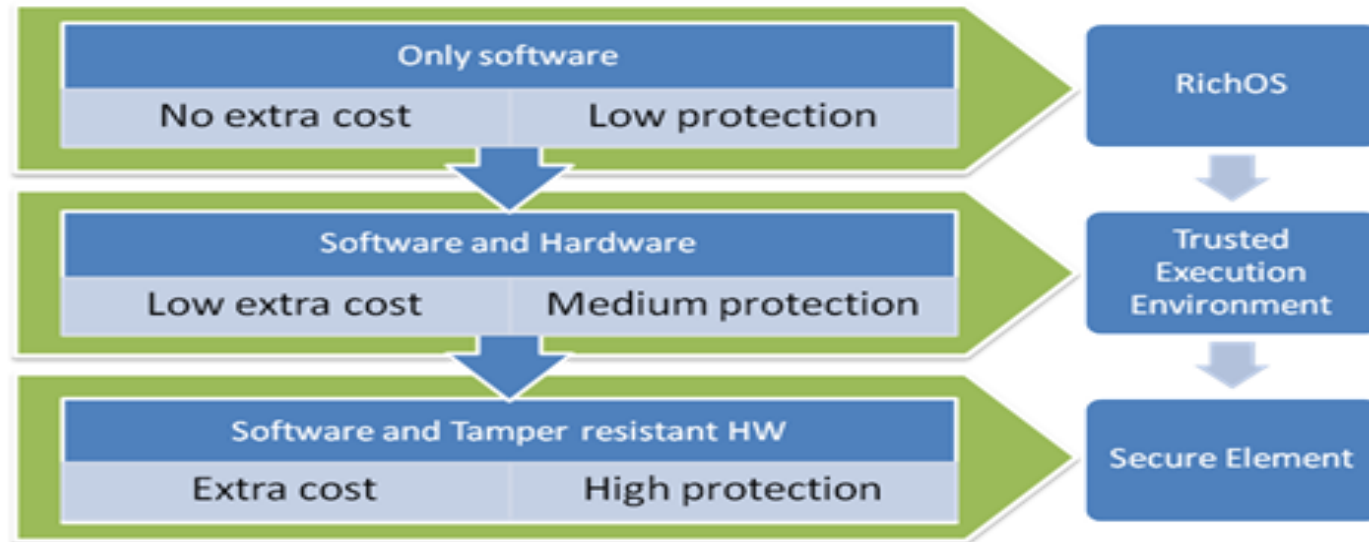 Only software
No extra cost
Low protection
RichOS
Software and Hardware
Low extra cost
Medium protection
Trusted
Execution
Environment
Software and Tamper resistant HW
Extra cost
High protection
Secure Element